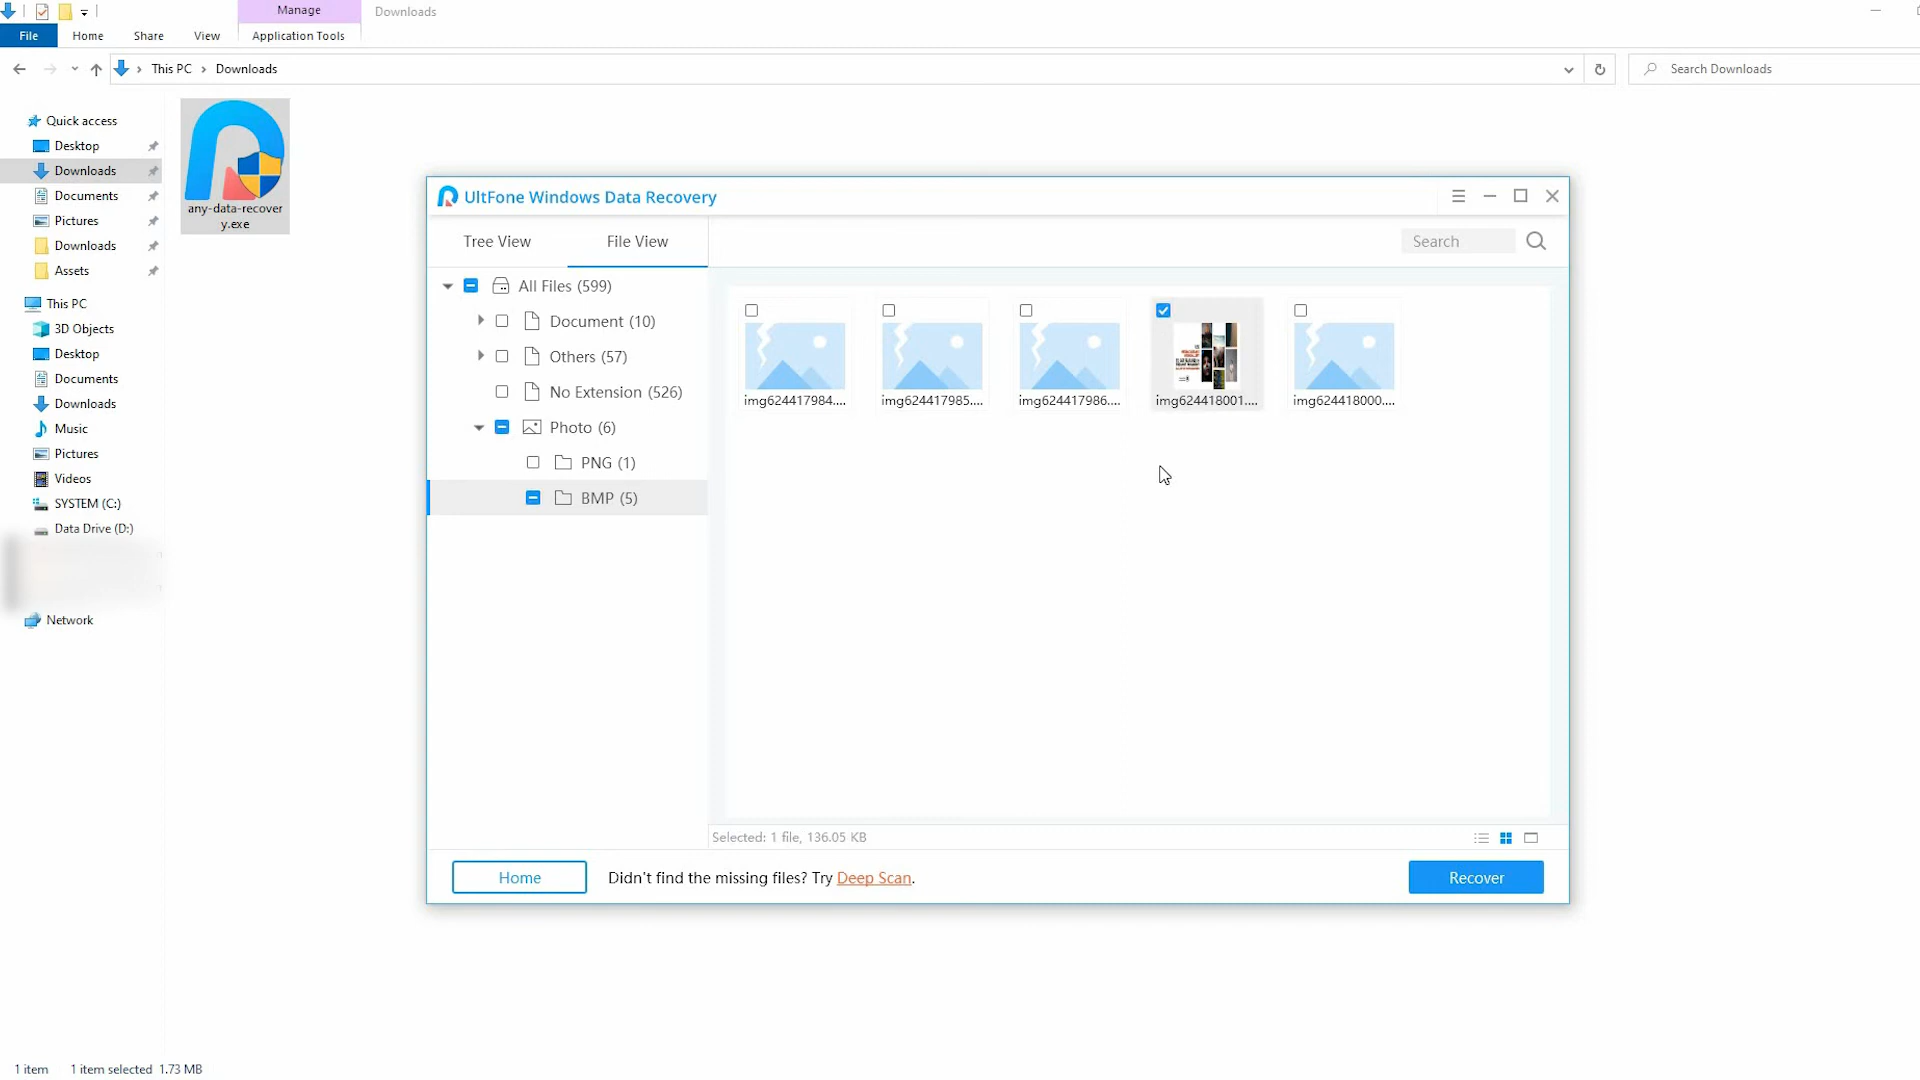 Manage
Downloads
File
Home
Share
View
Application Tools
This PC
Downloads
Search Downloads
Quick access
Desktop
Downloads
Documents
Pictures
Downloads
Assets
This PC
3D Objects
Desktop
Documents
Downloads
Music
Pictures
Videos
SYSTEM (C:)
Data Drive (D:)
Network
any-data-recover
y.exe
UltFone Windows Data Recovery
Tree View
File View
Search
All Files (599)
Document (10)
Others (57)
No Extension (526)
Photo (6)
PNG (1)
BMP (5)
img624417984....
img624417985....
img624417986....
img624418001....
img624418000....
Selected: 1 file, 136.05 KB
Home
Didn't find the missing files? Try Deep Scan.
Recover
1 item
1 item selected 1.73 MB